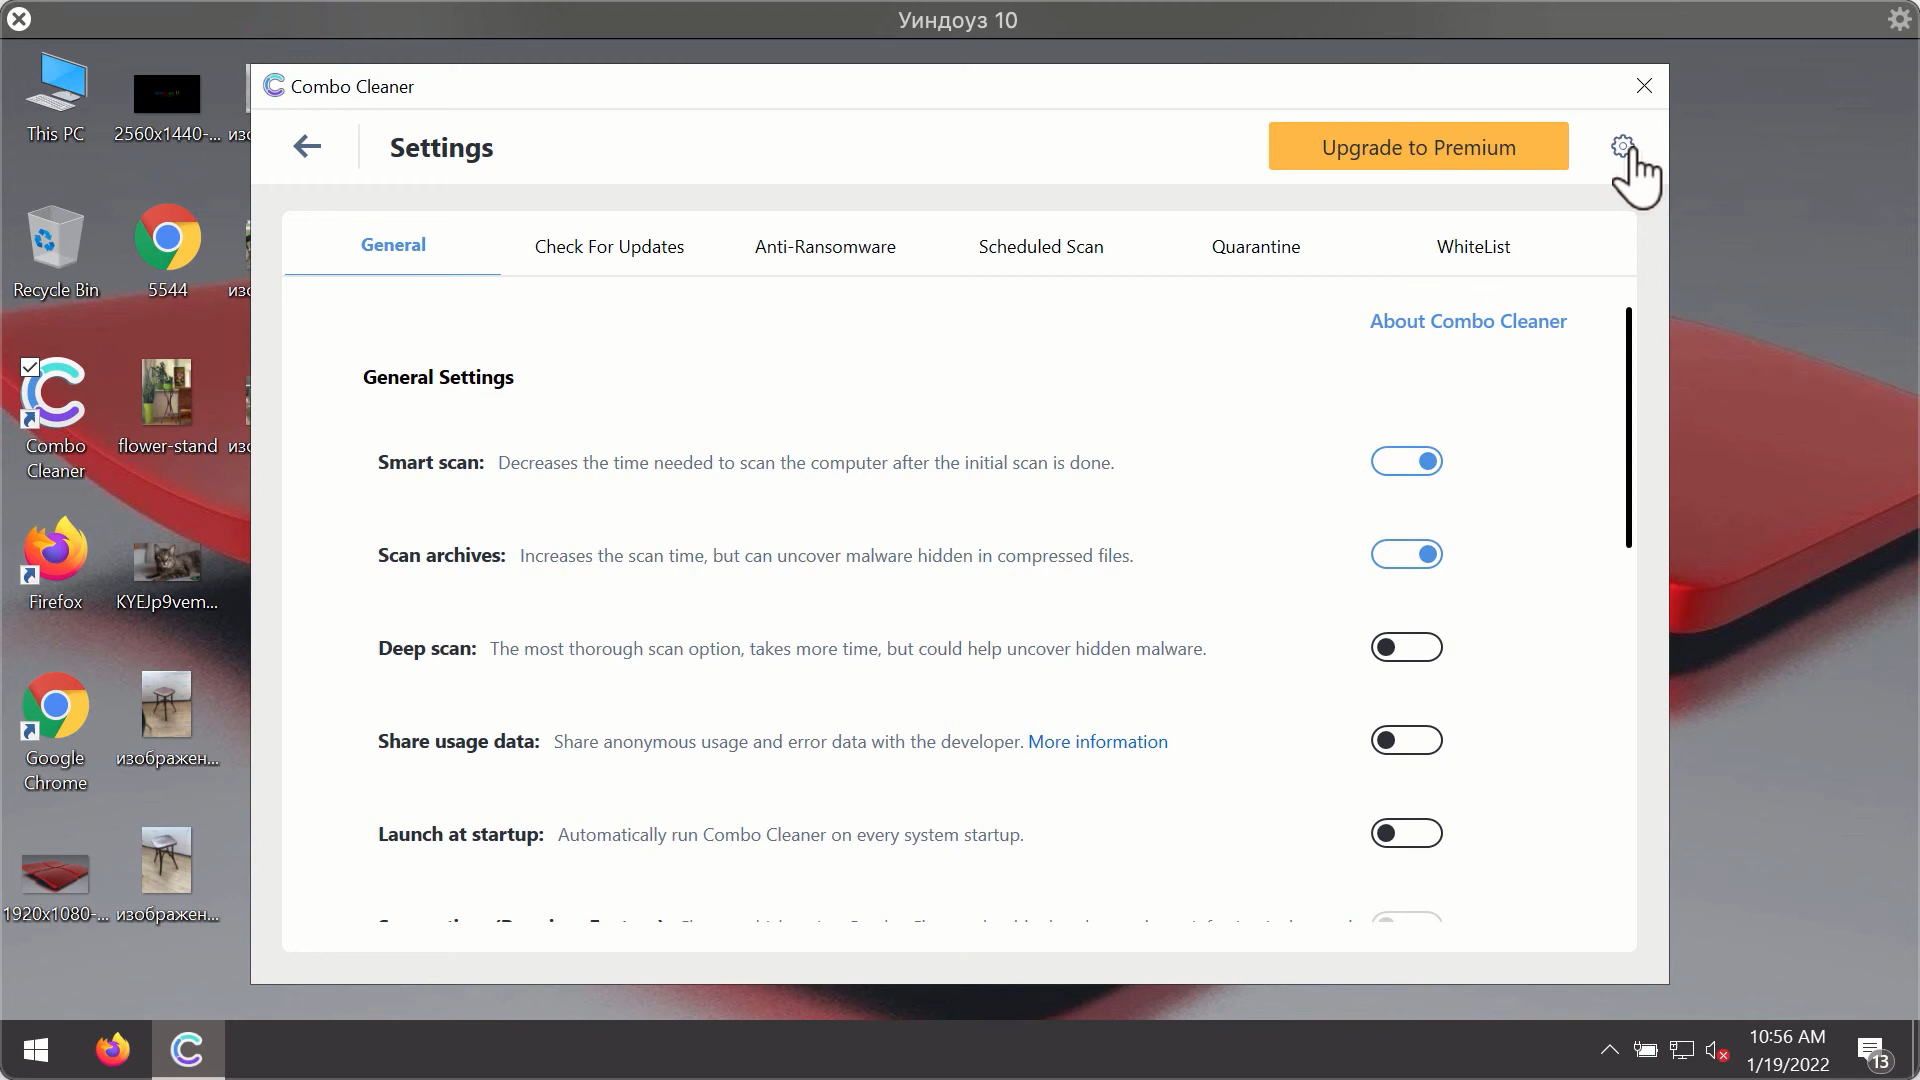 Уиндоуз 10
This PC
2560x1440-...
Combo Cleaner
Settings
Upgrade to Premium
General
Check For Updates
Anti-Ransomware
Scheduled Scan
Quarantine
WhiteList
About Combo Cleaner
General Settings
Smart scan: Decreases the time needed to scan the computer after the initial scan is done.
Scan archives: Increases the scan time, but can uncover malware hidden in compressed files.
Deep scan: The most thorough scan option, takes more time, but could help uncover hidden malware.
Share usage data: Share anonymous usage and error data with the developer. More information
Launch at startup: Automatically run Combo Cleaner on every system startup.
Recycle Bin
5544
Combo
Cleaner
flower-stand
Firefox
KYEJp9vem...
Google
Chrome
изображен...
1920x1080-...
изображен...
10:56 AM
1/19/2022
13